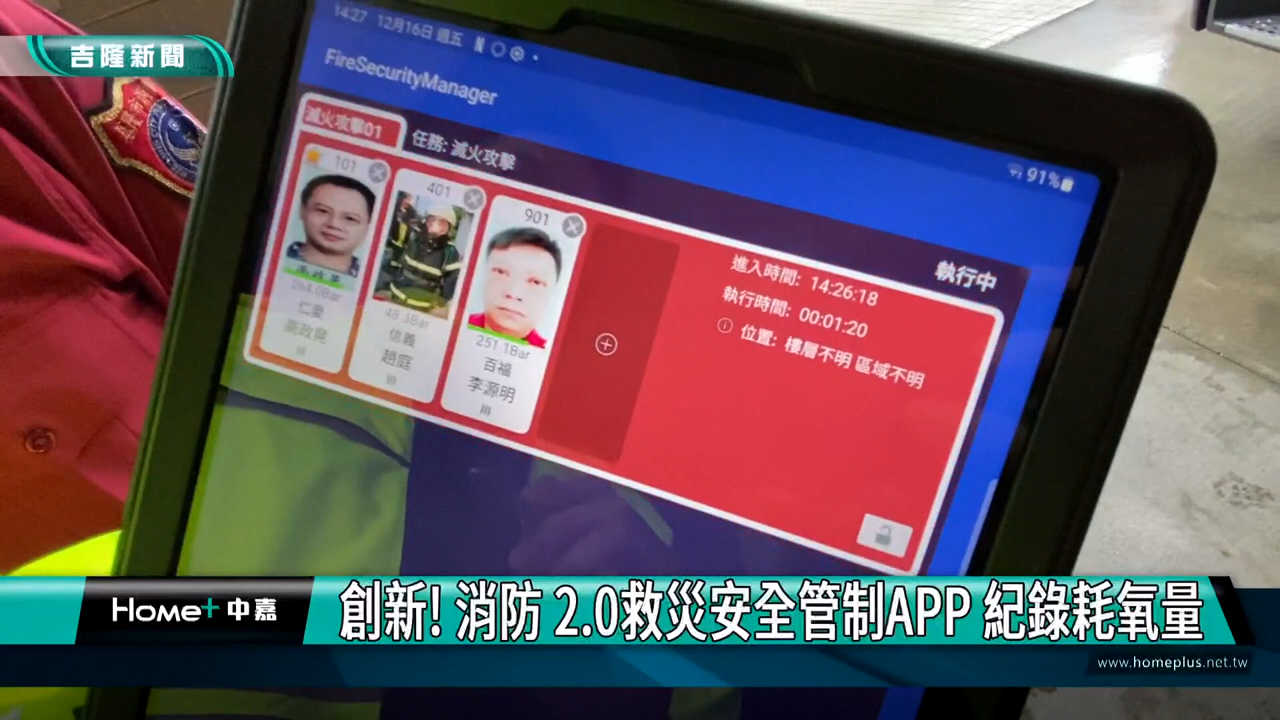 吉隆新聞
14:27 12月16日 週五
91%
FireSecurityManager
滅火攻擊01
任務: 滅火攻擊
執行中
101
401
901
進入時間: 14:26:18
執行時間: 00:01:20
位置: 樓層不明 區域不明
仁愛
高政晃
信義
趙庭
251.1Bar
百福
李源明
Home+中嘉
創新! 消防 2.0救災安全管制APP 紀錄耗氧量
www.homeplus.net.tw